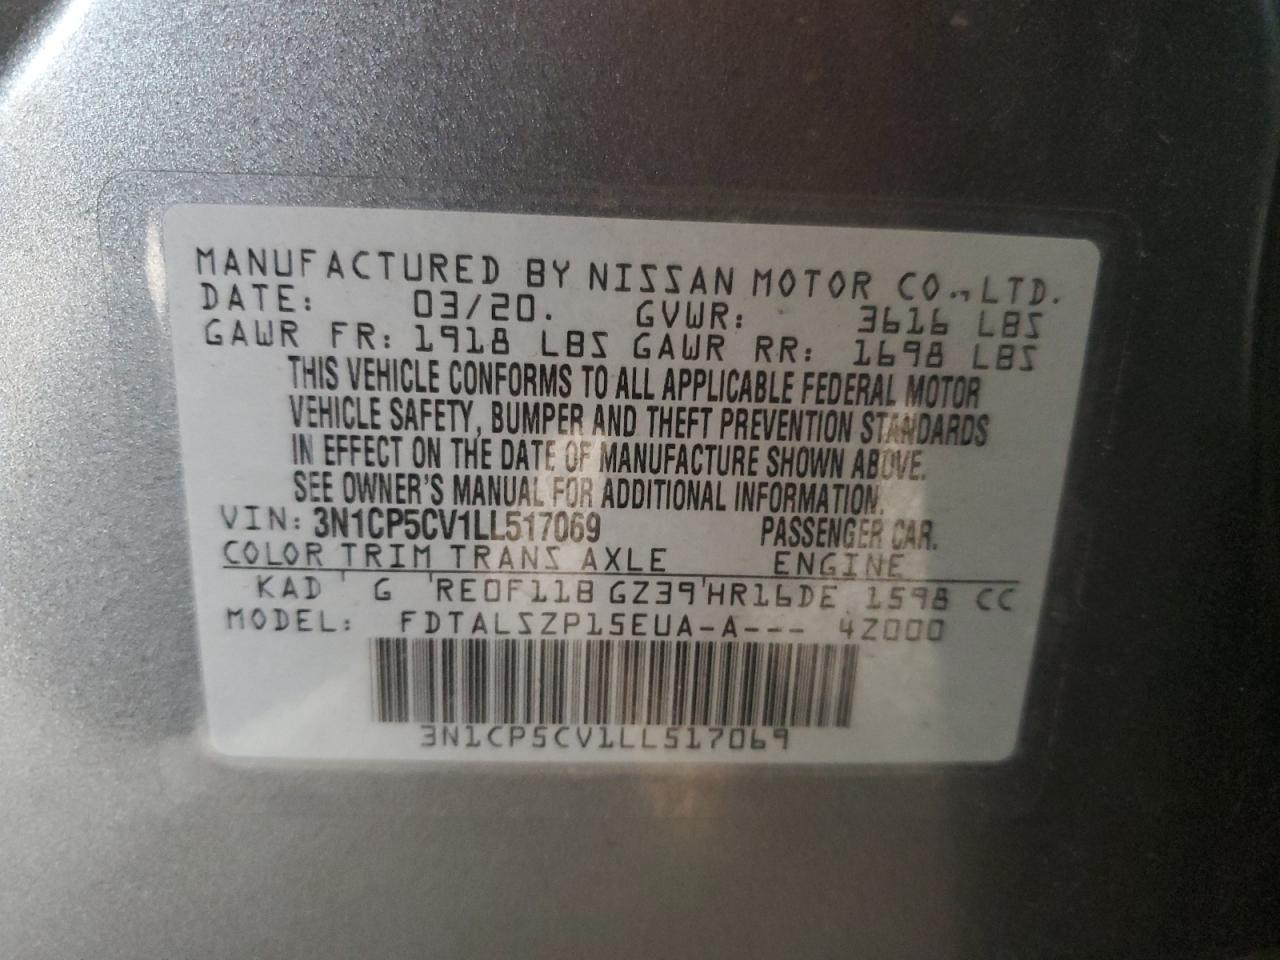 MANUFACTURED BY NISSAN MOTOR CO.,LTD.
DATE: 03/20. GVWR: 3616 LBS
GAWR FR: 1918 LBS GAWR RR: 1698 LBS
THIS VEHICLE CONFORMS TO ALL APPLICABLE FEDERAL MOTOR
VEHICLE SAFETY, BUMPER AND THEFT PREVENTION STANDARDS
IN EFFECT ON THE DATE OF MANUFACTURE SHOWN ABOVE.
SEE OWNER'S MANUAL FOR ADDITIONAL INFORMATION.
VIN: 3N1CP5CV1LL517069 PASSENGER CAR.
COLOR TRIM TRANS AXLE ENGINE
KAD ' G 'RE0F11B GZ39'HR16DE 1598 CC
MODEL: FDTALSZP15EUA-A--- 4Z000
3N1CP5CV1LL517069